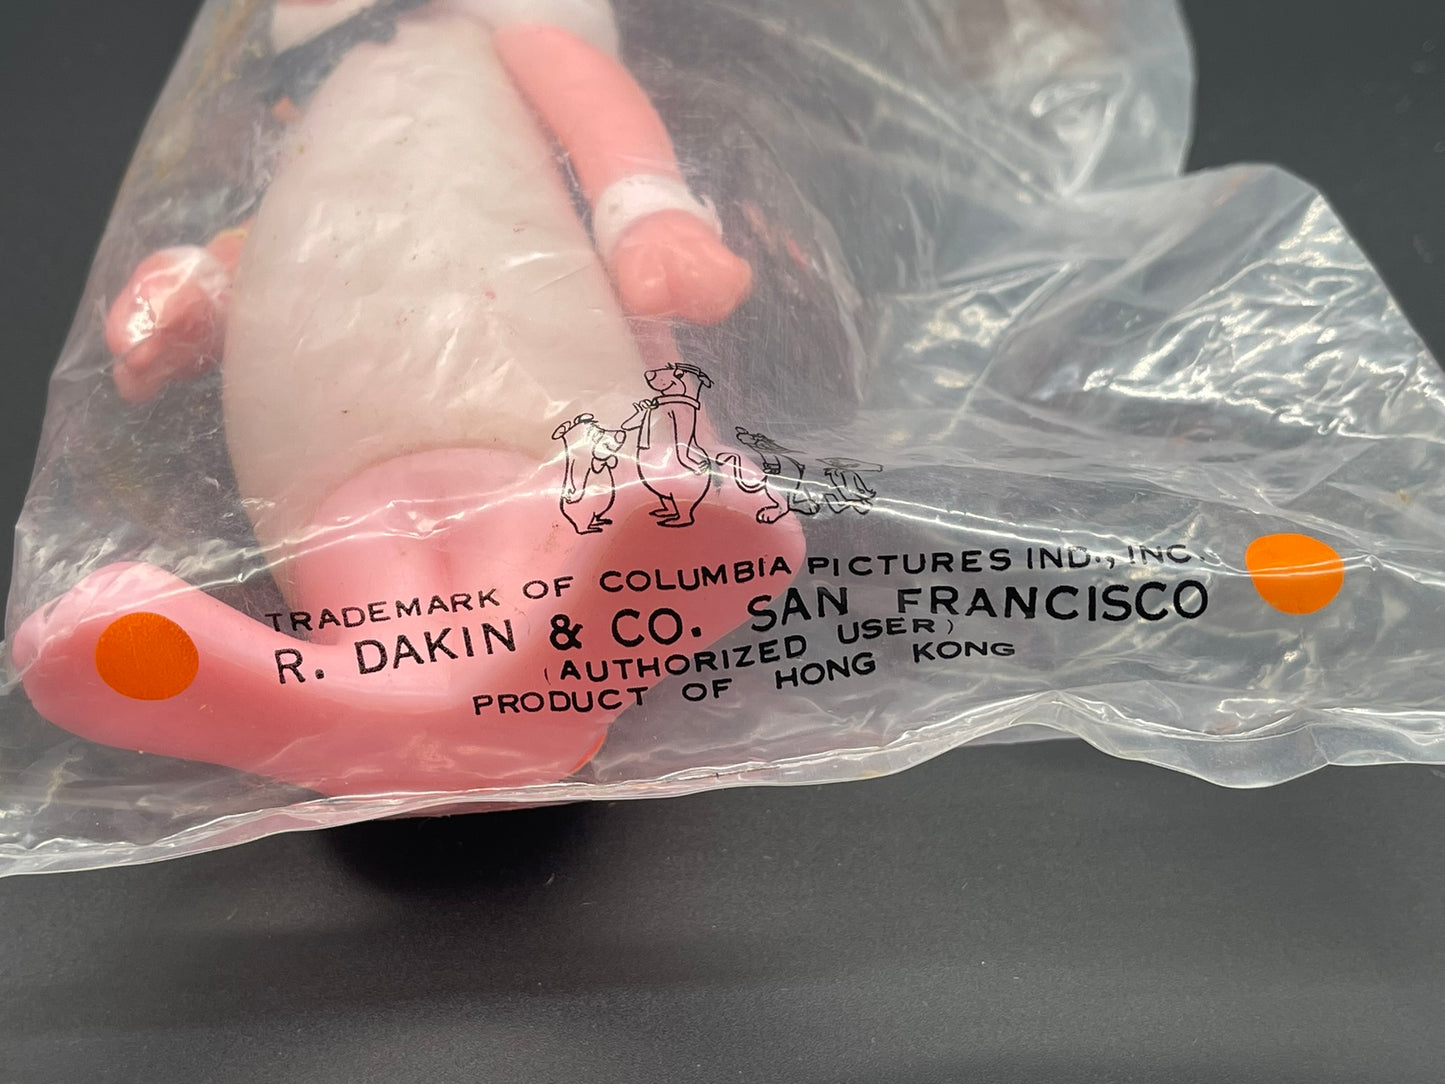 TRADEMARK OF COLUMBIA PICTURES IND., INC.
R. DAKIN & CO. SAN FRANCISCO
(AUTHORIZED USER)
PRODUCT OF HONG KONG